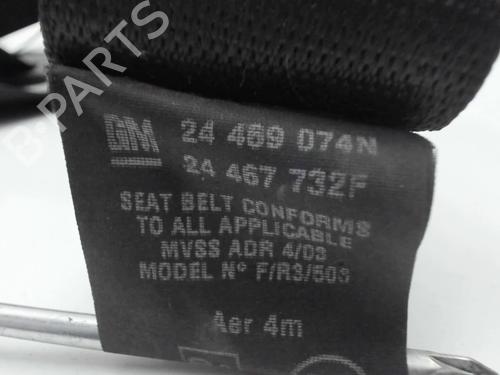 GM 24 469 074N
24 467 732F
SEAT BELT CONFORMS
TO ALL APPLICABLE
MVSS ADR 4/03
MODEL Nº F/R3/503
Aer 4m
B-PARTS